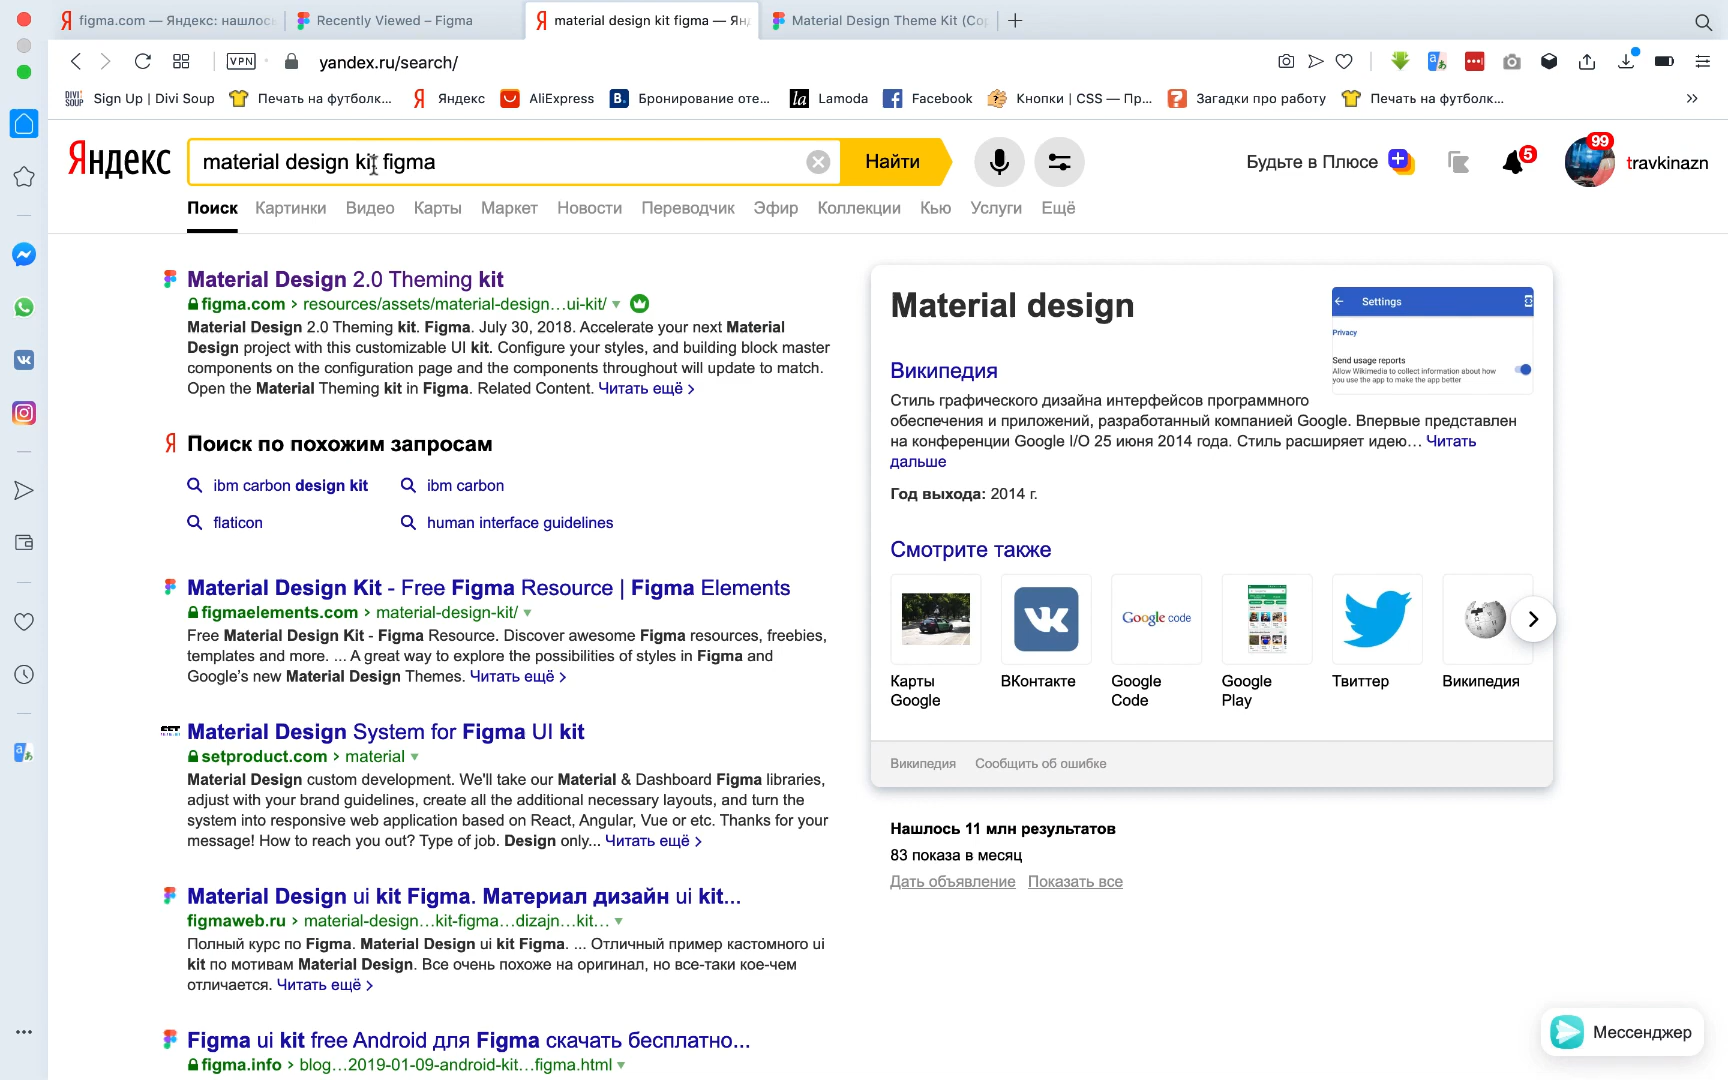 figma.com — Яндекс: нашлось
Recently Viewed – Figma
material design kit figma — Ян
Material Design Theme Kit (Cop
VPN
yandex.ru/search/
Sign Up | Divi Soup
Печать на футболк...
Яндекс
AliExpress
Бронирование оте...
Lamoda
Facebook
Кнопки | CSS — Пр...
Загадки про работу
Печать на футболк...
Яндекс
material design kit figma
Найти
Будьте в Плюсе
5
99
travkinazn
Поиск
Картинки
Видео
Карты
Маркет
Новости
Переводчик
Эфир
Коллекции
Кью
Услуги
Ещё
Material Design 2.0 Theming kit
figma.com › resources/assets/material-design…ui-kit/
Material Design 2.0 Theming kit. Figma. July 30, 2018. Accelerate your next Material
Design project with this customizable UI kit. Configure your styles, and building block master
components on the configuration page and the components throughout will update to match.
Open the Material Theming kit in Figma. Related Content. Читать ещё ›
Поиск по похожим запросам
ibm carbon design kit
ibm carbon
flaticon
human interface guidelines
Material Design Kit - Free Figma Resource | Figma Elements
figmaelements.com › material-design-kit/
Free Material Design Kit - Figma Resource. Discover awesome Figma resources, freebies,
templates and more. ... A great way to explore the possibilities of styles in Figma and
Google's new Material Design Themes. Читать ещё ›
Material Design System for Figma UI kit
setproduct.com › material
Material Design custom development. We'll take our Material & Dashboard Figma libraries,
adjust with your brand guidelines, create all the additional necessary layouts, and turn the
system into responsive web application based on React, Angular, Vue or etc. Thanks for your
message! How to reach you out? Type of job. Design only... Читать ещё ›
Material Design ui kit Figma. Материал дизайн ui kit...
figmaweb.ru › material-design…kit-figma…dizajn…kit…
Полный курс по Figma. Material Design ui kit Figma. ... Отличный пример кастомного ui
kit по мотивам Material Design. Все очень похоже на оригинал, но все-таки кое-чем
отличается. Читать ещё ›
Figma ui kit free Android для Figma скачать бесплатно...
figma.info › blog…2019-01-09-android-kit…figma.html
Material design
Settings
Privacy
Send usage reports
Allow Wikimedia to collect information about how
you use the app to make the app better
Википедия
Стиль графического дизайна интерфейсов программного
обеспечения и приложений, разработанный компанией Google. Впервые представлен
на конференции Google I/O 25 июня 2014 года. Стиль расширяет идею… Читать
дальше
Год выхода: 2014 г.
Смотрите также
Google code
Карты Google
ВКонтакте
Google Code
Google Play
Твиттер
Википедия
Википедия
Сообщить об ошибке
Нашлось 11 млн результатов
83 показа в месяц
Дать объявление
Показать все
Мессенджер